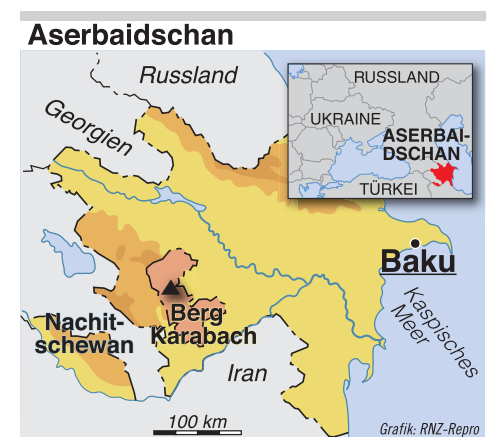 Aserbaidschan
Russland
Georgien
RUSSLAND
UKRAINE
ASERBAI-
DSCHAN
TÜRKEI
Baku
Kaspisches
Meer
Nachit-
schewan
Berg
Karabach
Iran
100 km
Grafik: RNZ-Repro